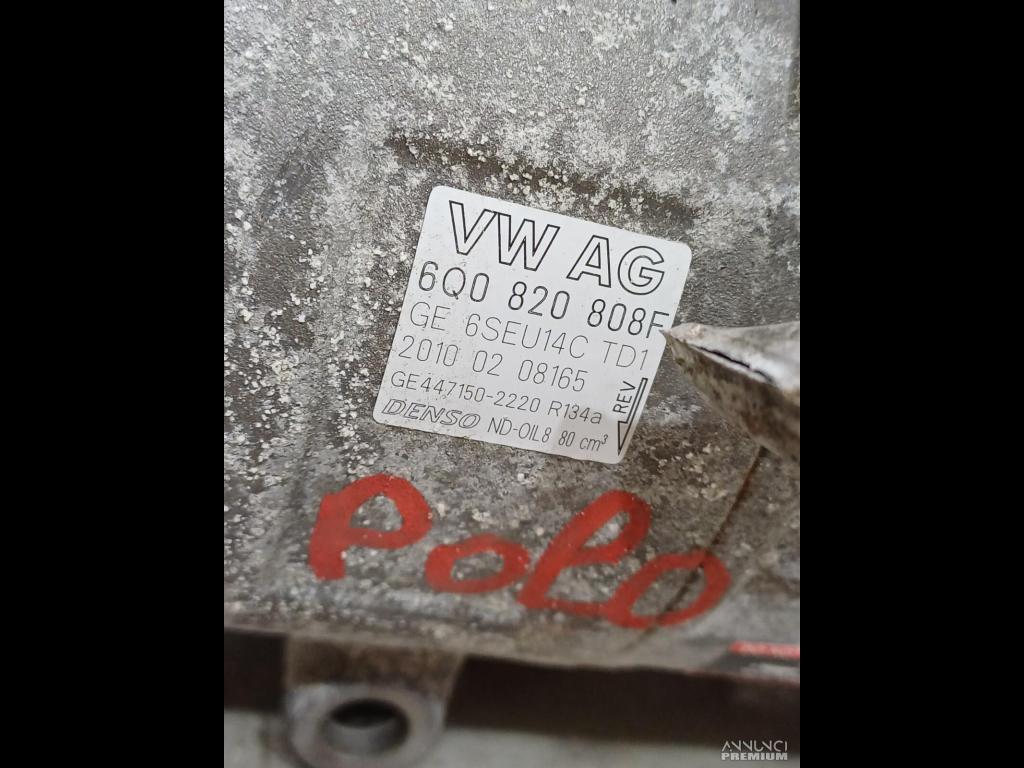 VW AG
6Q0 820 808F
GE 6SEU14C TD1
2010 02 08165
GE447150-2220 R134a
DENSO ND-OIL8 80 cm³
REV
Polo
ANNUNCI
PREMIUM